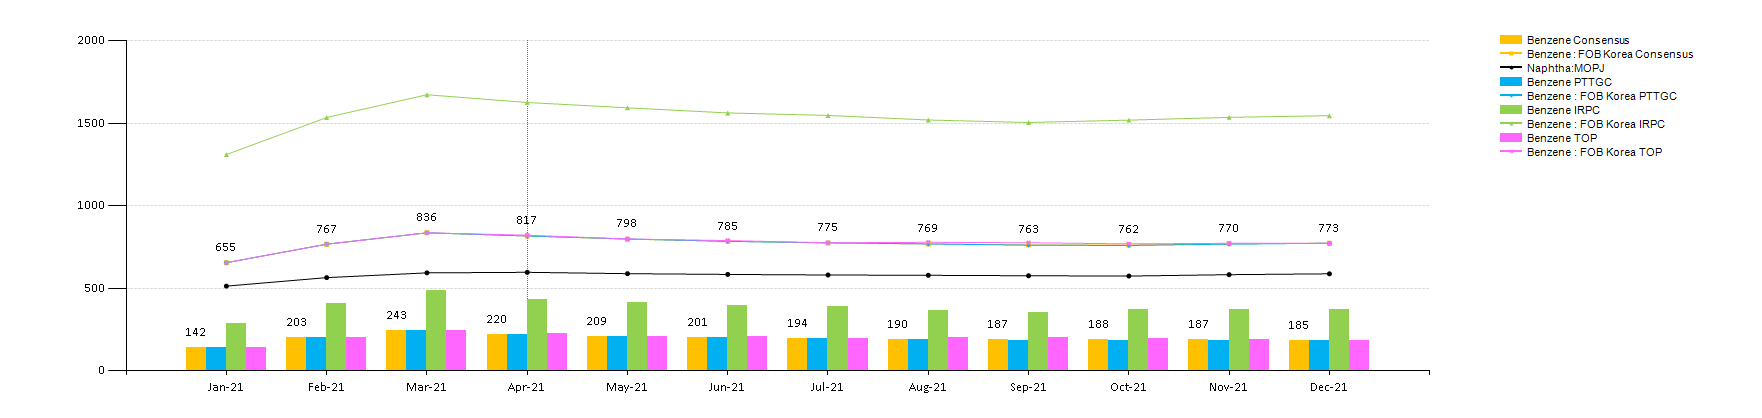 2000
1500
1000
500
0
655
767
836
817
798
785
775
769
763
762
770
773
142
203
243
220
209
201
194
190
187
188
187
185
Jan-21
Feb-21
Mar-21
Apr-21
May-21
Jun-21
Jul-21
Aug-21
Sep-21
Oct-21
Nov-21
Dec-21
Benzene Consensus
Benzene : FOB Korea Consensus
Naphtha:MOPJ
Benzene PTTGC
Benzene : FOB Korea PTTGC
Benzene IRPC
Benzene : FOB Korea IRPC
Benzene TOP
Benzene : FOB Korea TOP